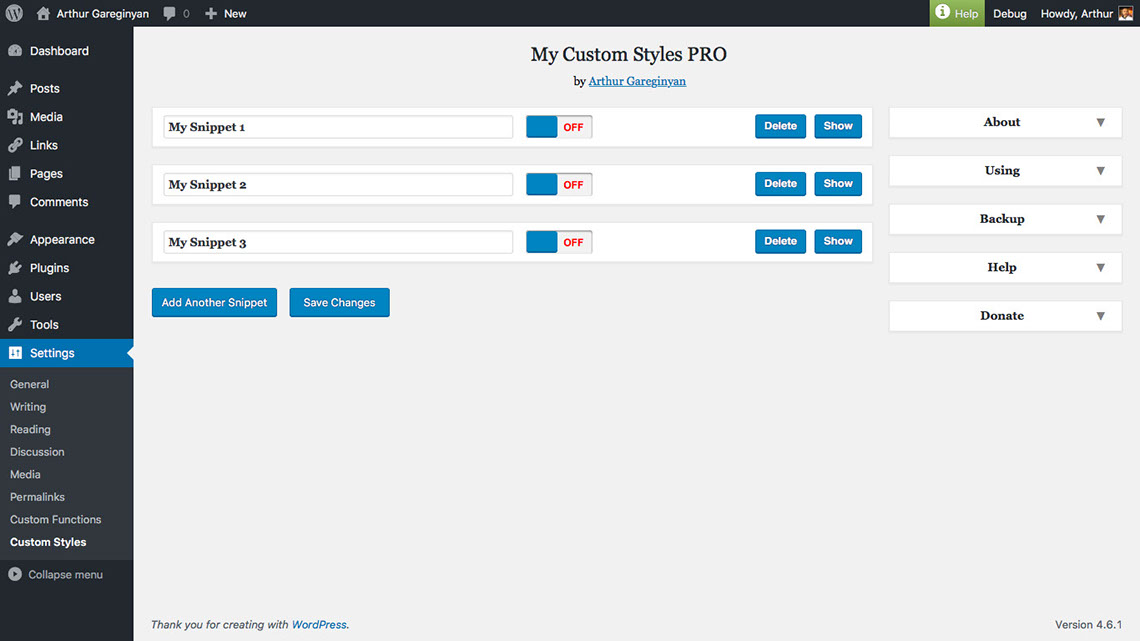 Arthur Gareginyan 0 New Help Debug Howdy, Arthur
Dashboard
Posts
Media
Links
Pages
Comments
Appearance
Plugins
Users
Tools
Settings
General
Writing
Reading
Discussion
Media
Permalinks
Custom Functions
Custom Styles
Collapse menu
My Custom Styles PRO
by Arthur Gareginyan
My Snippet 1 OFF Delete Show
My Snippet 2 OFF Delete Show
My Snippet 3 OFF Delete Show
Add Another Snippet Save Changes
About ▼
Using ▼
Backup ▼
Help ▼
Donate ▼
Thank you for creating with WordPress. Version 4.6.1